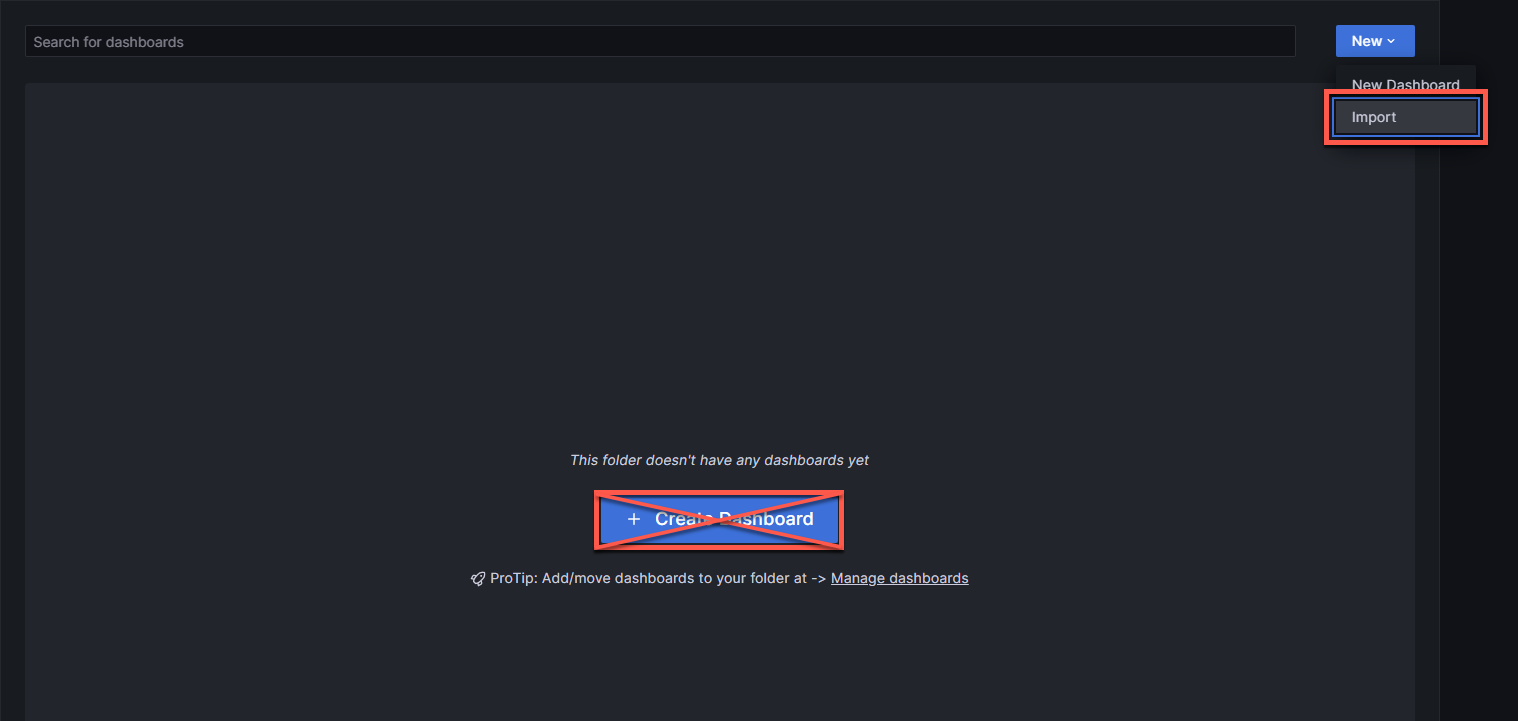 Search for dashboards
New
New Dashboard
Import
This folder doesn't have any dashboards yet
+ Create Dashboard
ProTip: Add/move dashboards to your folder at -> Manage dashboards